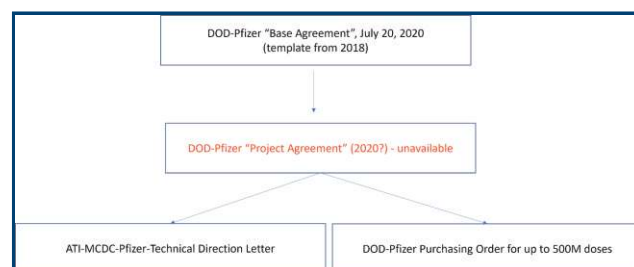 DOD-Pfizer “Base Agreement”, July 20, 2020
(template from 2018)
DOD-Pfizer “Project Agreement” (2020?) - unavailable
ATI-MCDC-Pfizer-Technical Direction Letter
DOD-Pfizer Purchasing Order for up to 500M doses